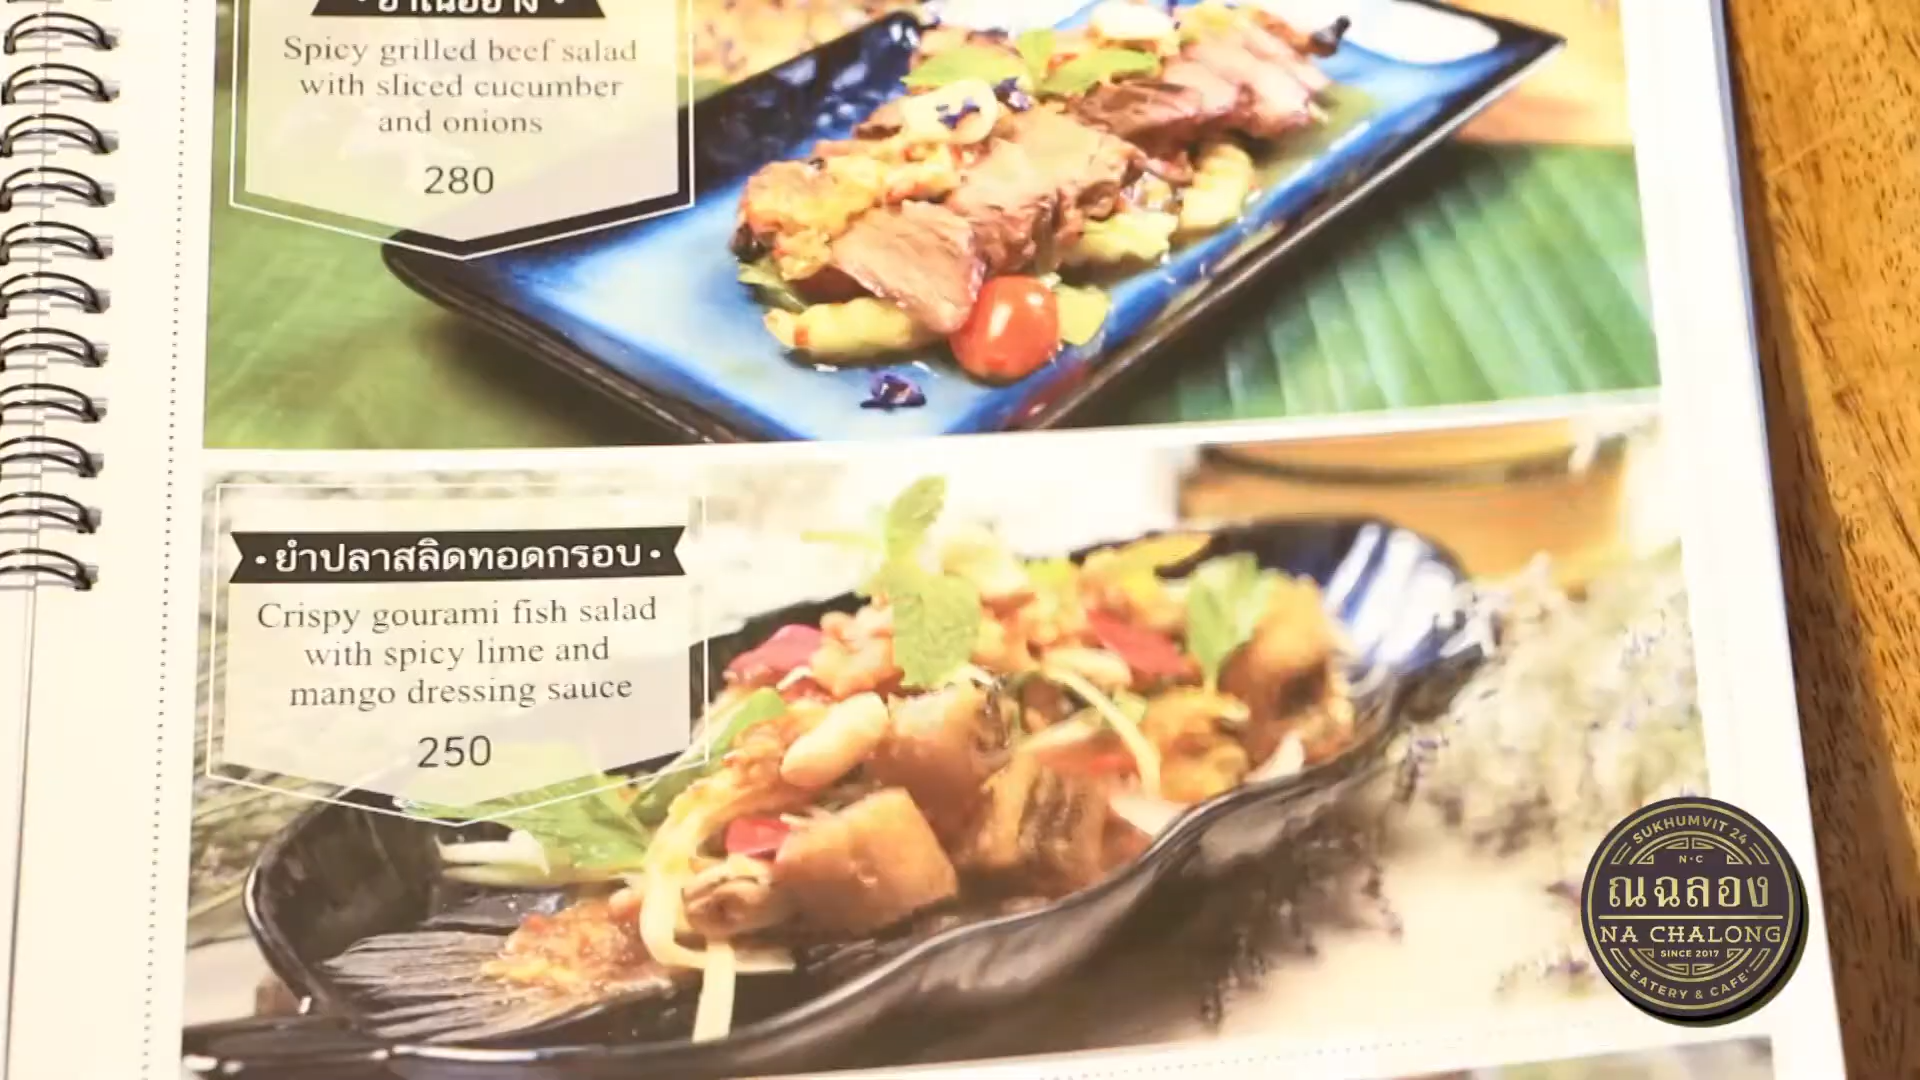 Spicy grilled beef salad
with sliced cucumber
and onions
280
• ยำปลาสลิดทอดกรอบ •
Crispy gourami fish salad
with spicy lime and
mango dressing sauce
250
SUKHUMVIT 24
N•C
ณฉลอง
NA CHALONG
SINCE 2017
EATERY & CAFE'